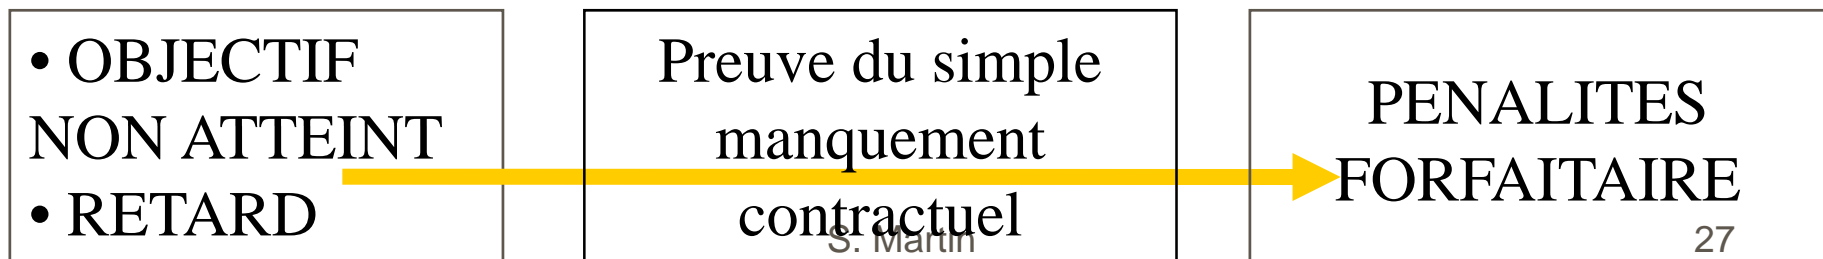 • OBJECTIF
NON ATTEINT
• RETARD
Preuve du simple
manquement
contractuel
PENALITES
FORFAITAIRE
S. Martin
27